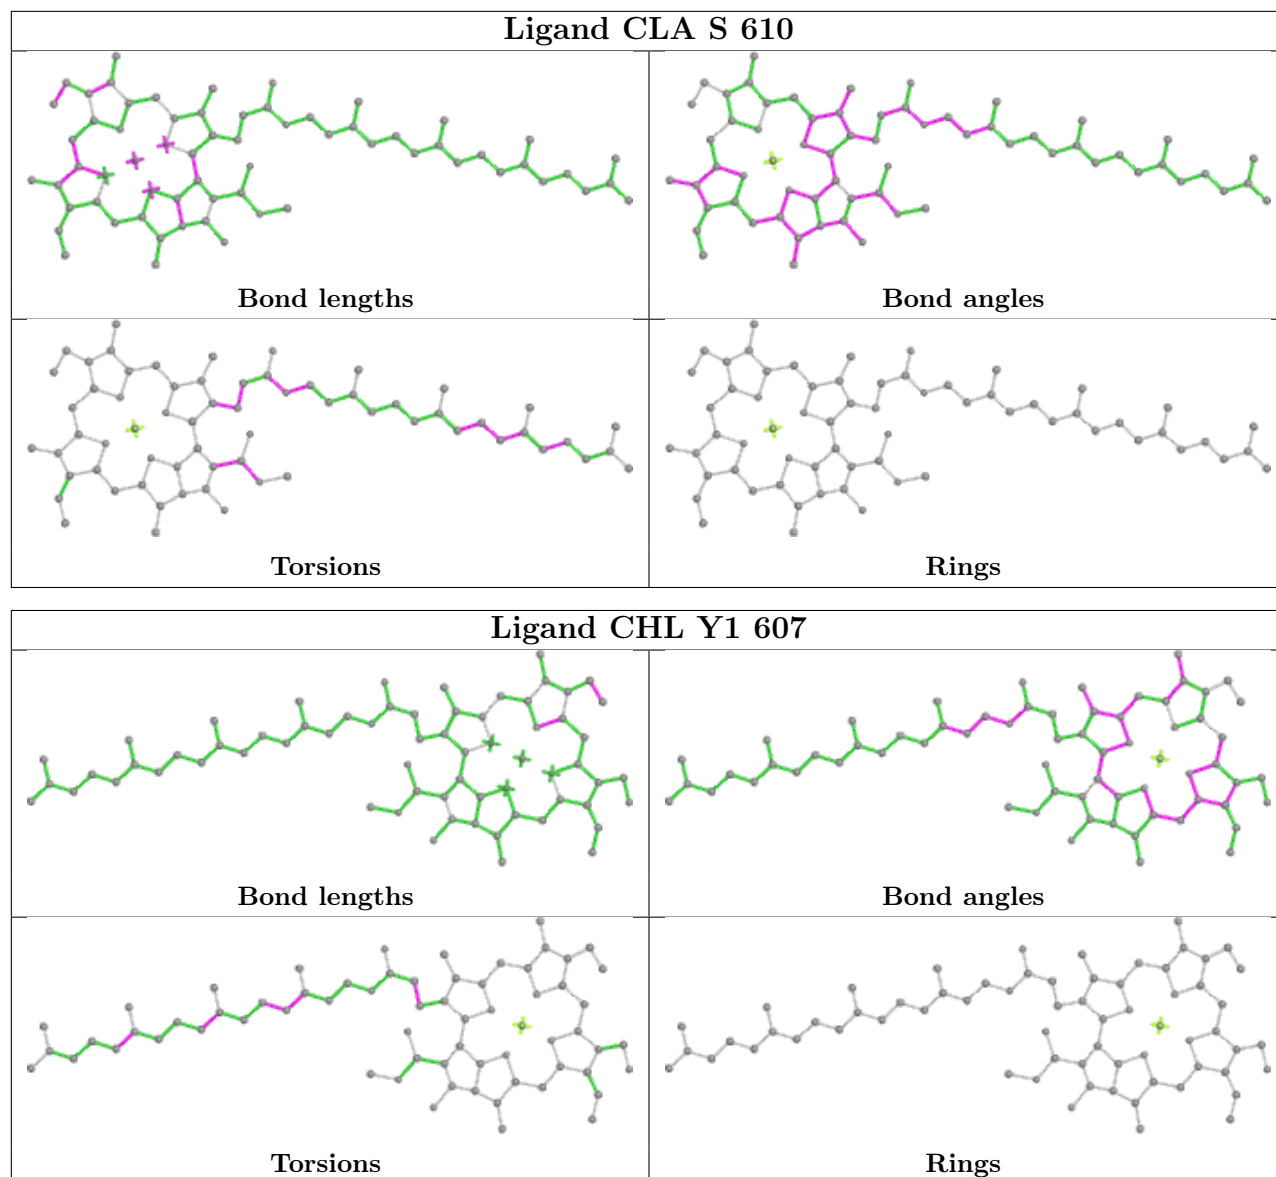 Ligand CLA S 610
Bond lengths
Bond angles
Torsions
Rings
Ligand CHL Y1 607
Bond lengths
Bond angles
Torsions
Rings